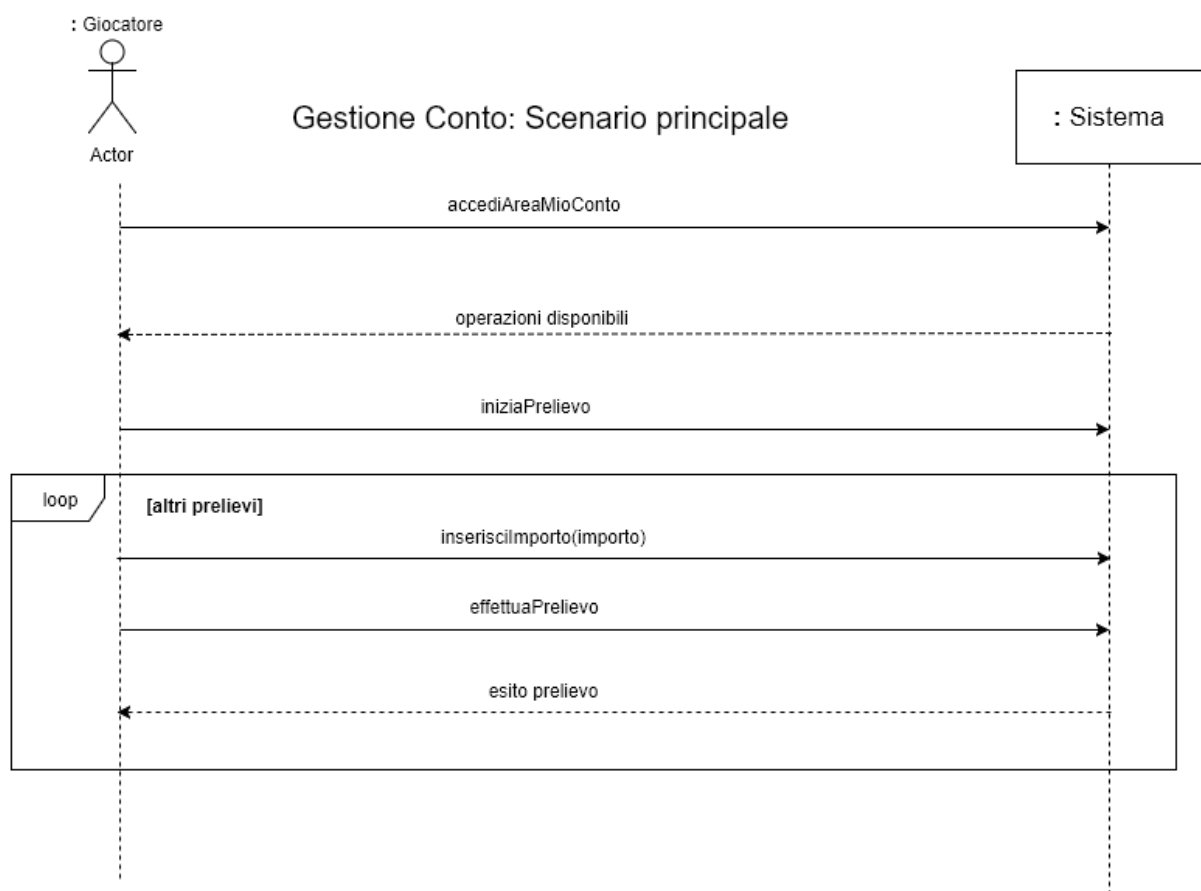 : Giocatore
Gestione Conto: Scenario principale
: Sistema
Actor
accediAreaMioConto
operazioni disponibili
iniziaPrelievo
loop
[altri prelievi]
inserisciImporto(importo)
effettuaPrelievo
esito prelievo